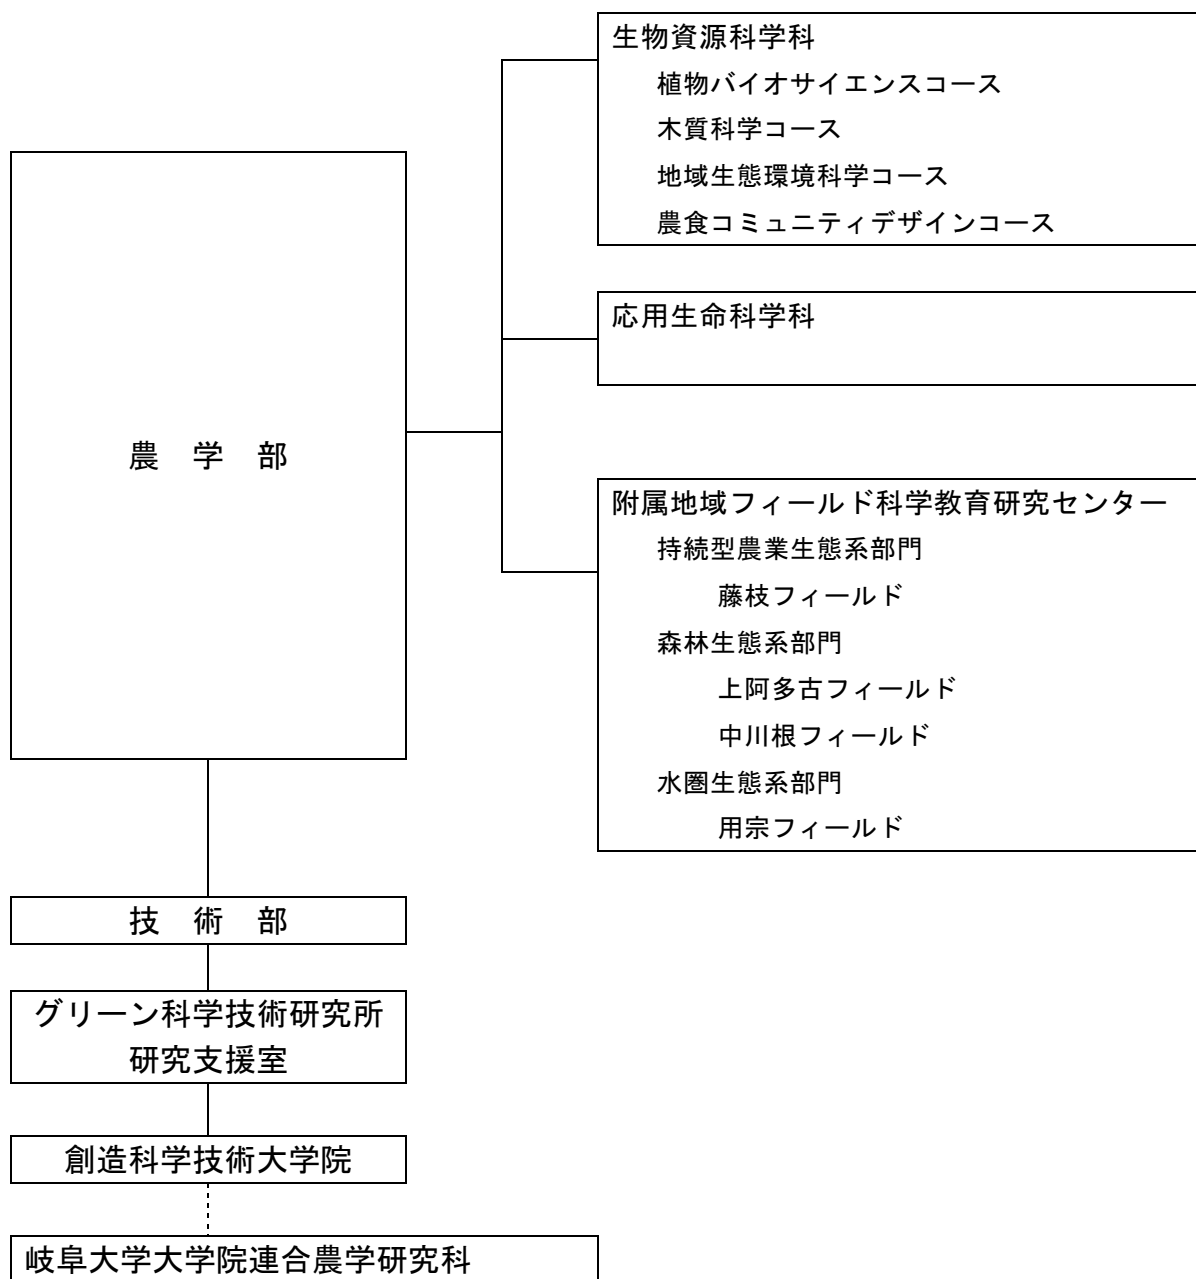 生物資源科学科
植物バイオサイエンスコース
木質科学コース
地域生態環境科学コース
農食コミュニティデザインコース
応用生命科学科
農 学 部
附属地域フィールド科学教育研究センター
持続型農業生態系部門
藤枝フィールド
森林生態系部門
上阿多古フィールド
中川根フィールド
水圏生態系部門
用宗フィールド
技 術 部
グリーン科学技術研究所
研究支援室
創造科学技術大学院
岐阜大学大学院連合農学研究科